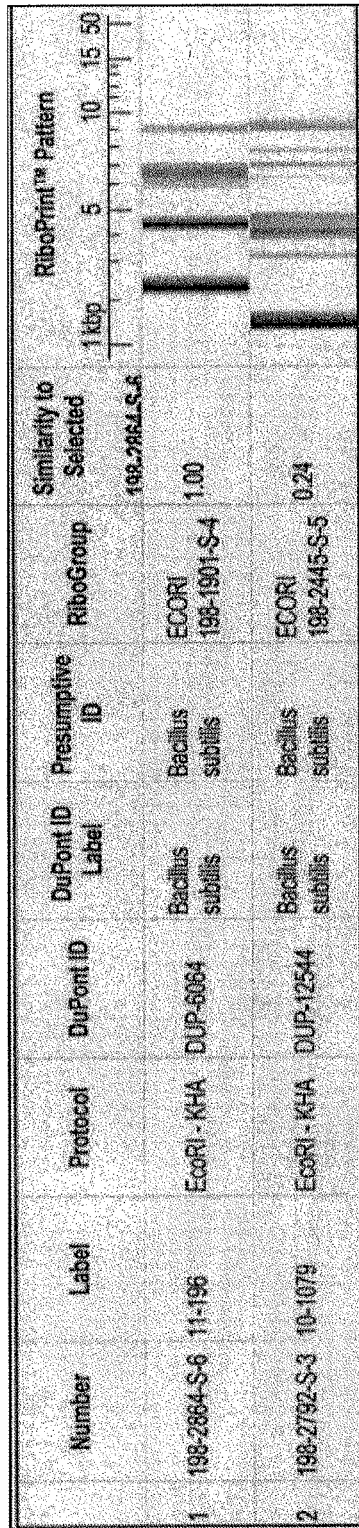 Number Label Protocol DuPont ID DuPont ID Label Presumptive ID RiboGroup Similarity to Selected RiboPrint™ Pattern
198-2864-S-6 1 kbp 5 10 15 50
1 198-2864-S-6 11-196 EcoRI - KHA DUP-6064 Bacillus subtilis Bacillus subtilis ECORI 198-1901-S-4 1.00
2 198-2792-S-3 10-1079 EcoRI - KHA DUP-12544 Bacillus subtilis Bacillus subtilis ECORI 198-2445-S-5 0.24